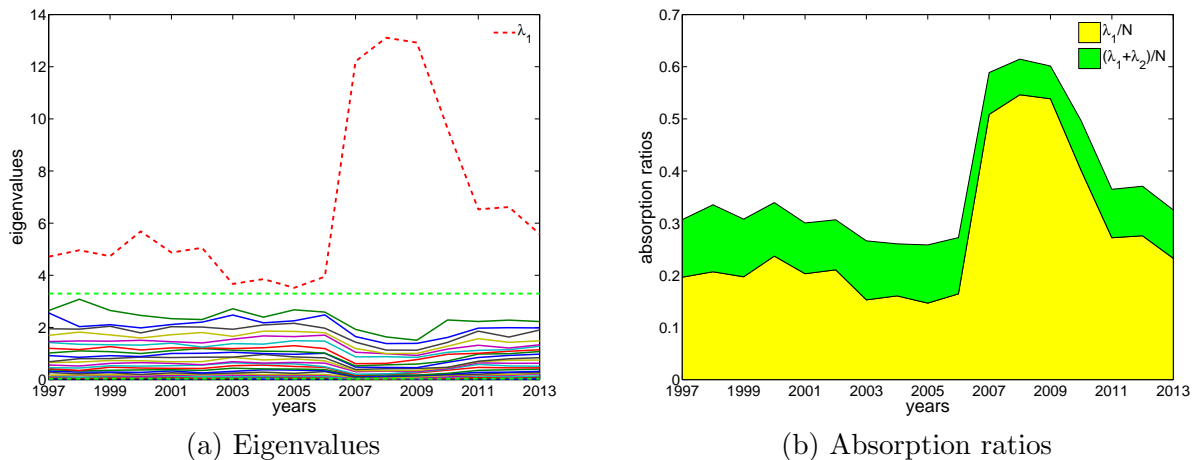 14
12
10
8
6
4
2
0
eigenvalues
1997 1999 2001 2003 2005 2007 2009 2011 2013
years
λ₁
(a) Eigenvalues
0.7
0.6
0.5
0.4
0.3
0.2
0.1
0
absorption ratios
1997 1999 2001 2003 2005 2007 2009 2011 2013
years
λ₁/N
(λ₁+λ₂)/N
(b) Absorption ratios